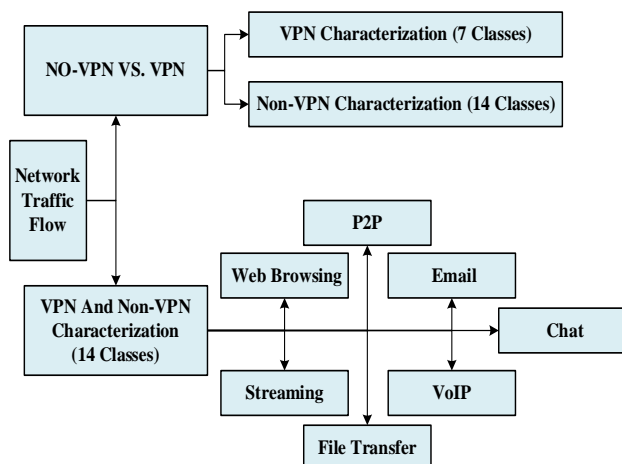 VPN Characterization (7 Classes)
NO-VPN VS. VPN
Non-VPN Characterization (14 Classes)
Network
Traffic
Flow
P2P
Web Browsing
Email
VPN And Non-VPN
Characterization
(14 Classes)
Chat
Streaming
VoIP
File Transfer